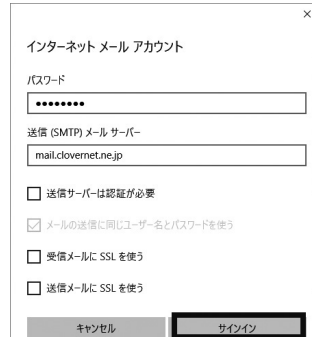 インターネット メール アカウント
パスワード
●●●●●●●●
送信 (SMTP) メール サーバー
mail.clovernet.ne.jp
送信サーバーは認証が必要
メールの送信に同じユーザー名とパスワードを使う
受信メールに SSL を使う
送信メールに SSL を使う
キャンセル
サインイン